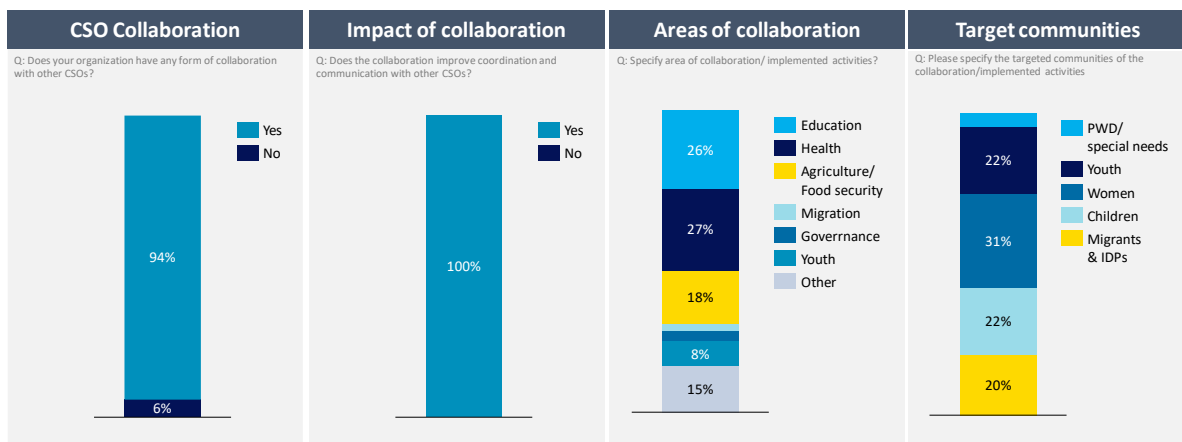 CSO Collaboration
Q: Does your organization have any form of collaboration
with other CSOs?
Yes
No
94%
6%
Impact of collaboration
Q: Does the collaboration improve coordination and
communication with other CSOs?
Yes
No
100%
Areas of collaboration
Q: Specify area of collaboration/ implemented activities?
26%
27%
18%
8%
15%
Education
Health
Agriculture/
Food security
Migration
Goverrnance
Youth
Other
Target communities
Q: Please specify the targeted communities of the
collaboration/implemented activities
22%
31%
22%
20%
PWD/
special needs
Youth
Women
Children
Migrants
& IDPs